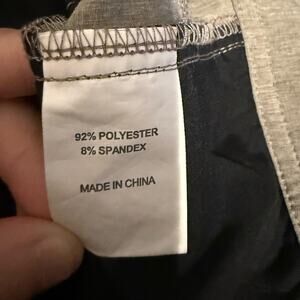 92% POLYESTER
8% SPANDEX
MADE IN CHINA